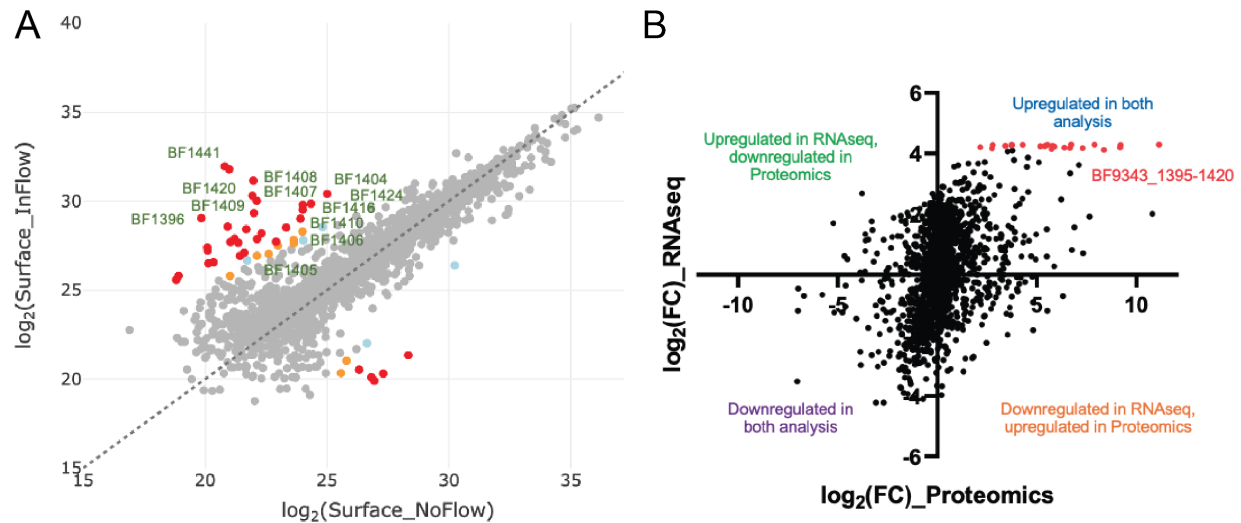 A
40
35
30
25
20
15
15
20
25
30
35
log2(Surface_InFlow)
log2(Surface_NoFlow)
BF1441
BF1408
BF1404
BF1420
BF1407
BF1424
BF1409
BF1416
BF1396
BF1410
BF1406
BF1405
B
6
4
-4
-6
-10
-5
5
10
log2(FC)_RNAseq
log2(FC)_Proteomics
Upregulated in both
analysis
Upregulated in RNAseq,
downregulated in
Proteomics
BF9343_1395-1420
Downregulated in
both analysis
Downregulated in RNAseq,
upregulated in Proteomics